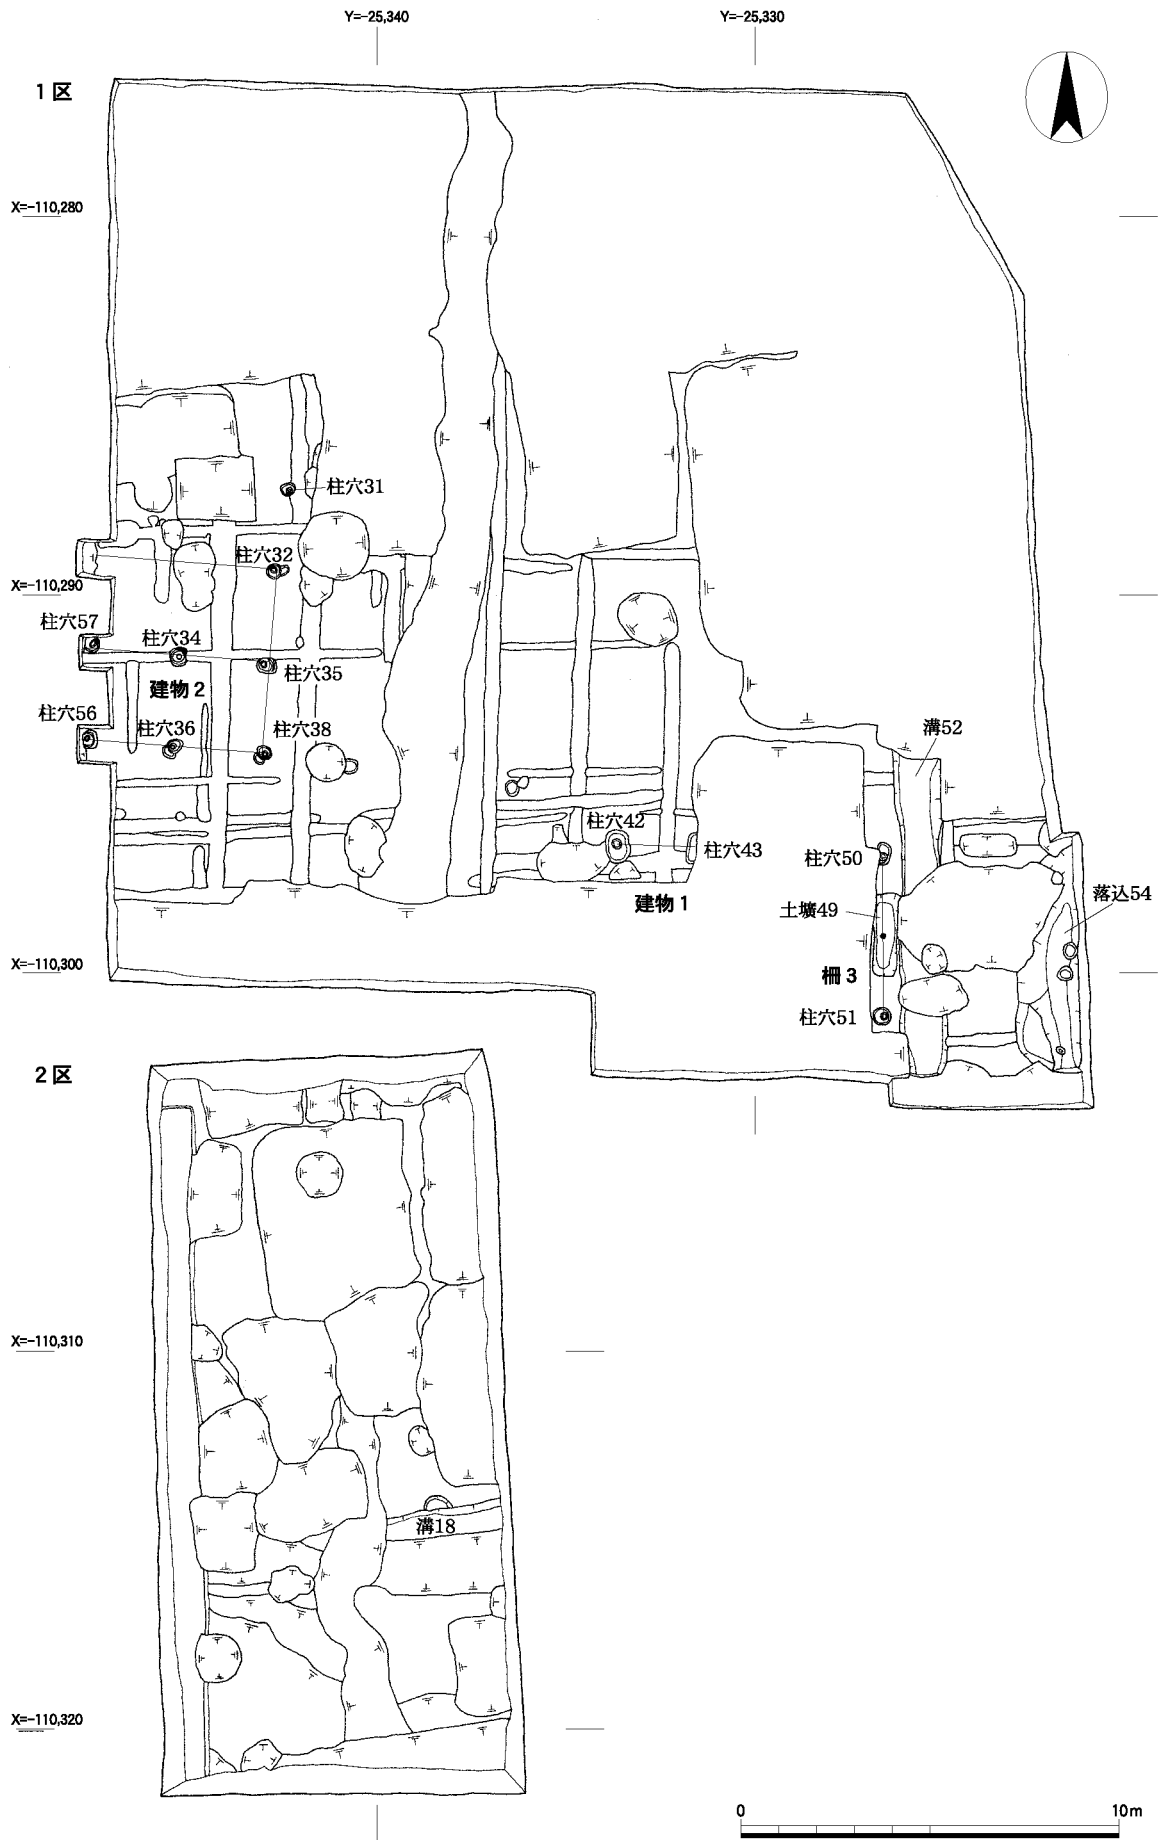 Y=-25,340
Y=-25,330
1区
X=-110,280
柱穴31
柱穴32
X=-110,290
柱穴57
柱穴34
柱穴35
建物2
柱穴56
柱穴36
柱穴38
溝52
柱穴42
柱穴43
柱穴50
建物1
土壙49
落込54
X=-110,300
柵3
柱穴51
2区
X=-110,310
溝18
X=-110,320
0
10m